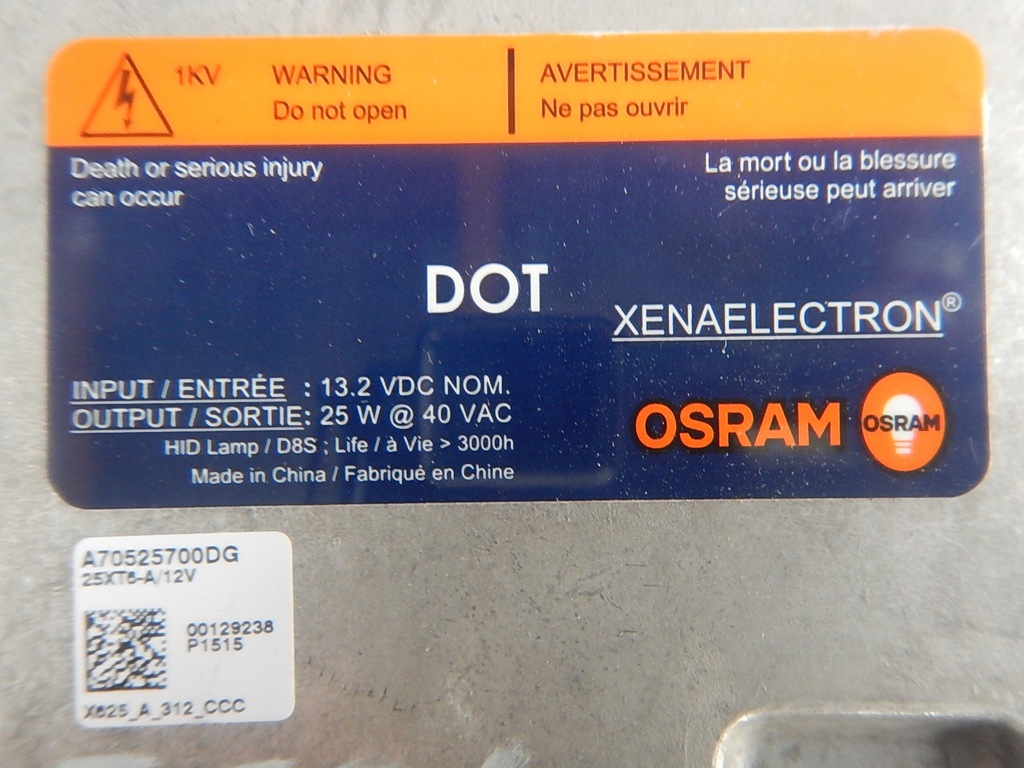 1KV WARNING AVERTISSEMENT
Do not open Ne pas ouvrir
Death or serious injury
can occur
La mort ou la blessure
sérieuse peut arriver
DOT
XENAELECTRON®
INPUT / ENTRÉE : 13.2 VDC NOM.
OUTPUT / SORTIE: 25 W @ 40 VAC
HID Lamp / D8S ; Life / à Vie > 3000h
Made in China / Fabriqué en Chine
OSRAM OSRAM
A70525700DG
25XT6-A/12V
00129238
P1515
X625_A_312_CCC